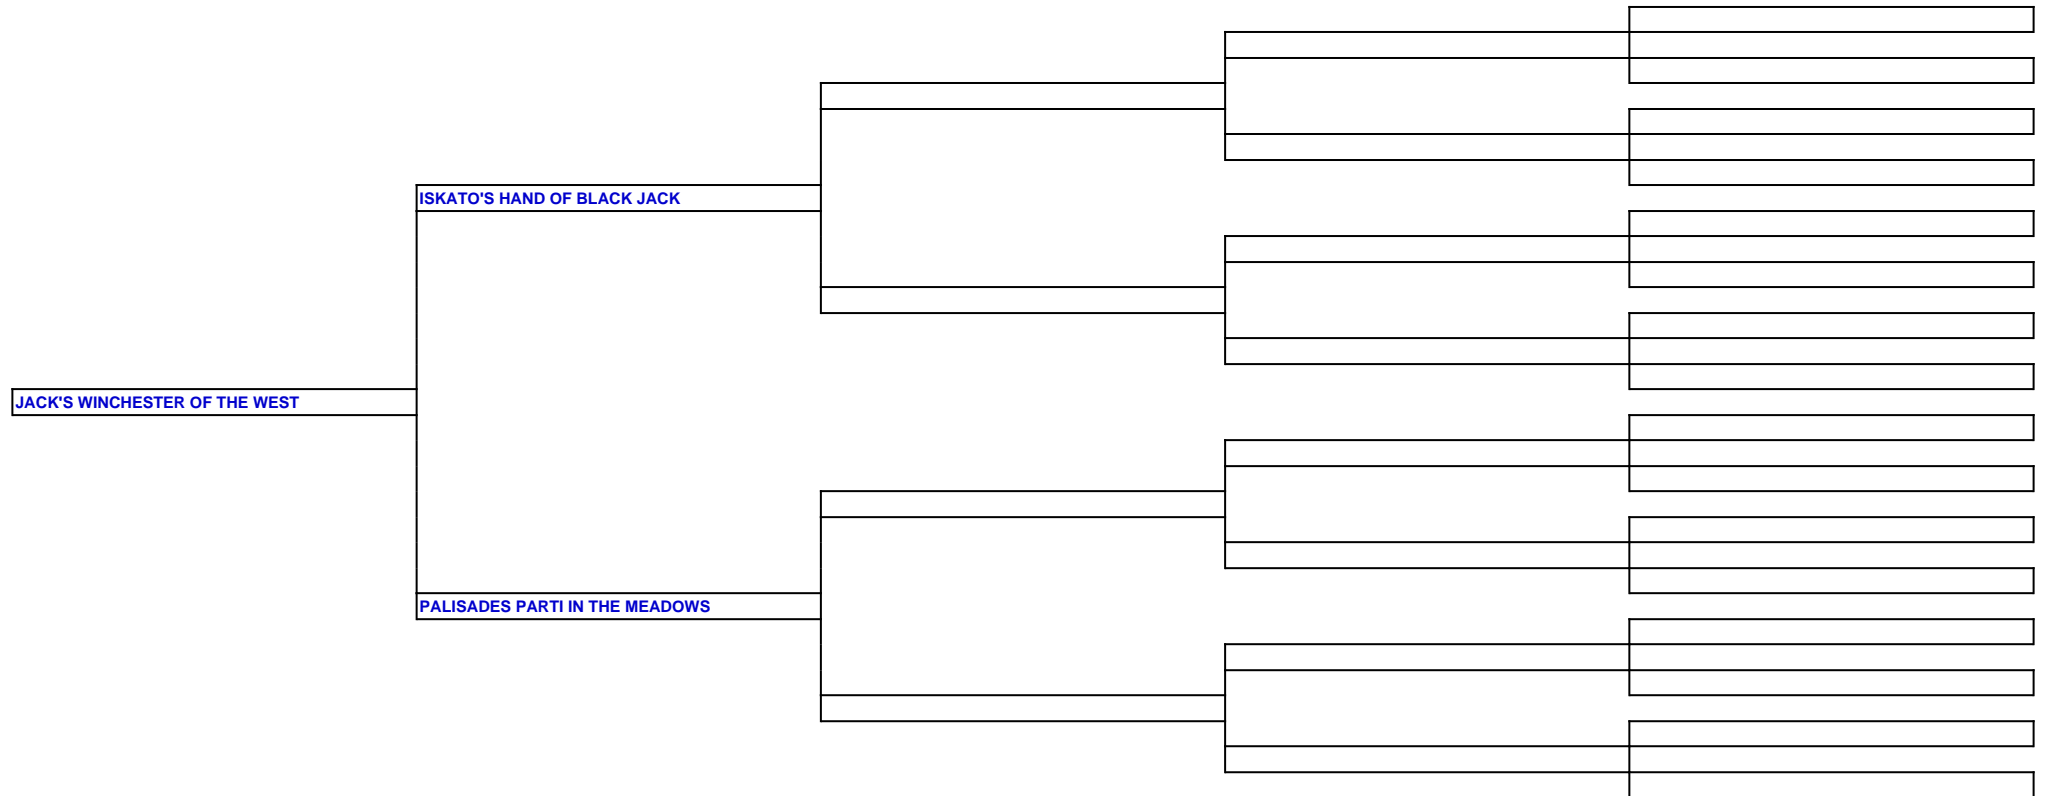 ISKATO'S HAND OF BLACK JACK
JACK'S WINCHESTER OF THE WEST
PALISADES PARTI IN THE MEADOWS